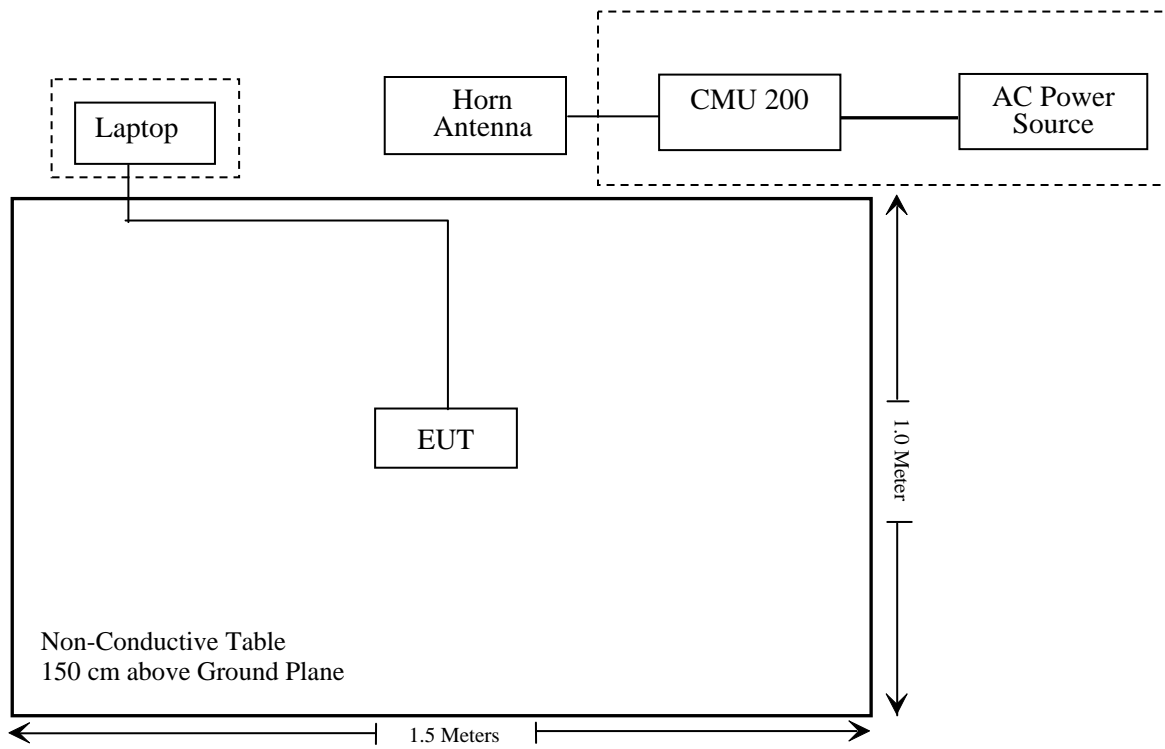 Laptop
Horn
Antenna
CMU 200
AC Power
Source
EUT
1.0 Meter
Non-Conductive Table
150 cm above Ground Plane
1.5 Meters